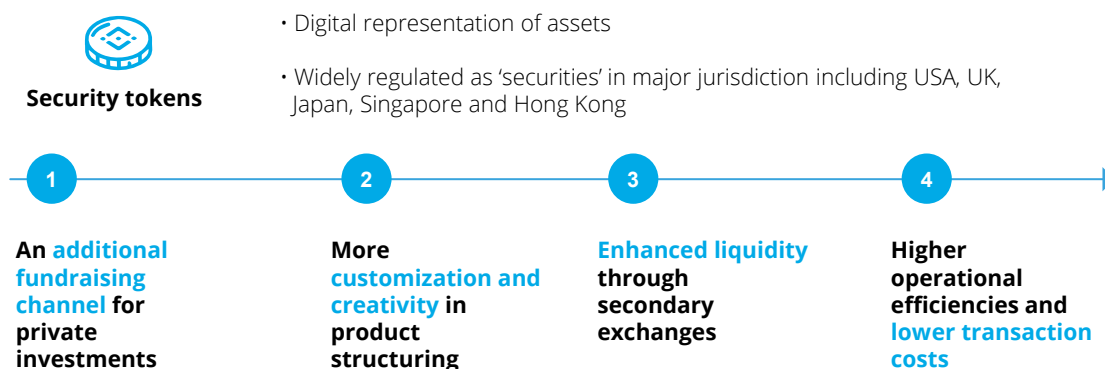 • Digital representation of assets
• Widely regulated as ‘securities’ in major jurisdiction including USA, UK,
Japan, Singapore and Hong Kong
Security tokens
1
2
3
4
An additional
fundraising
channel for
private
investments
More
customization and
creativity in
product
structuring
Enhanced liquidity
through
secondary
exchanges
Higher
operational
efficiencies and
lower transaction
costs